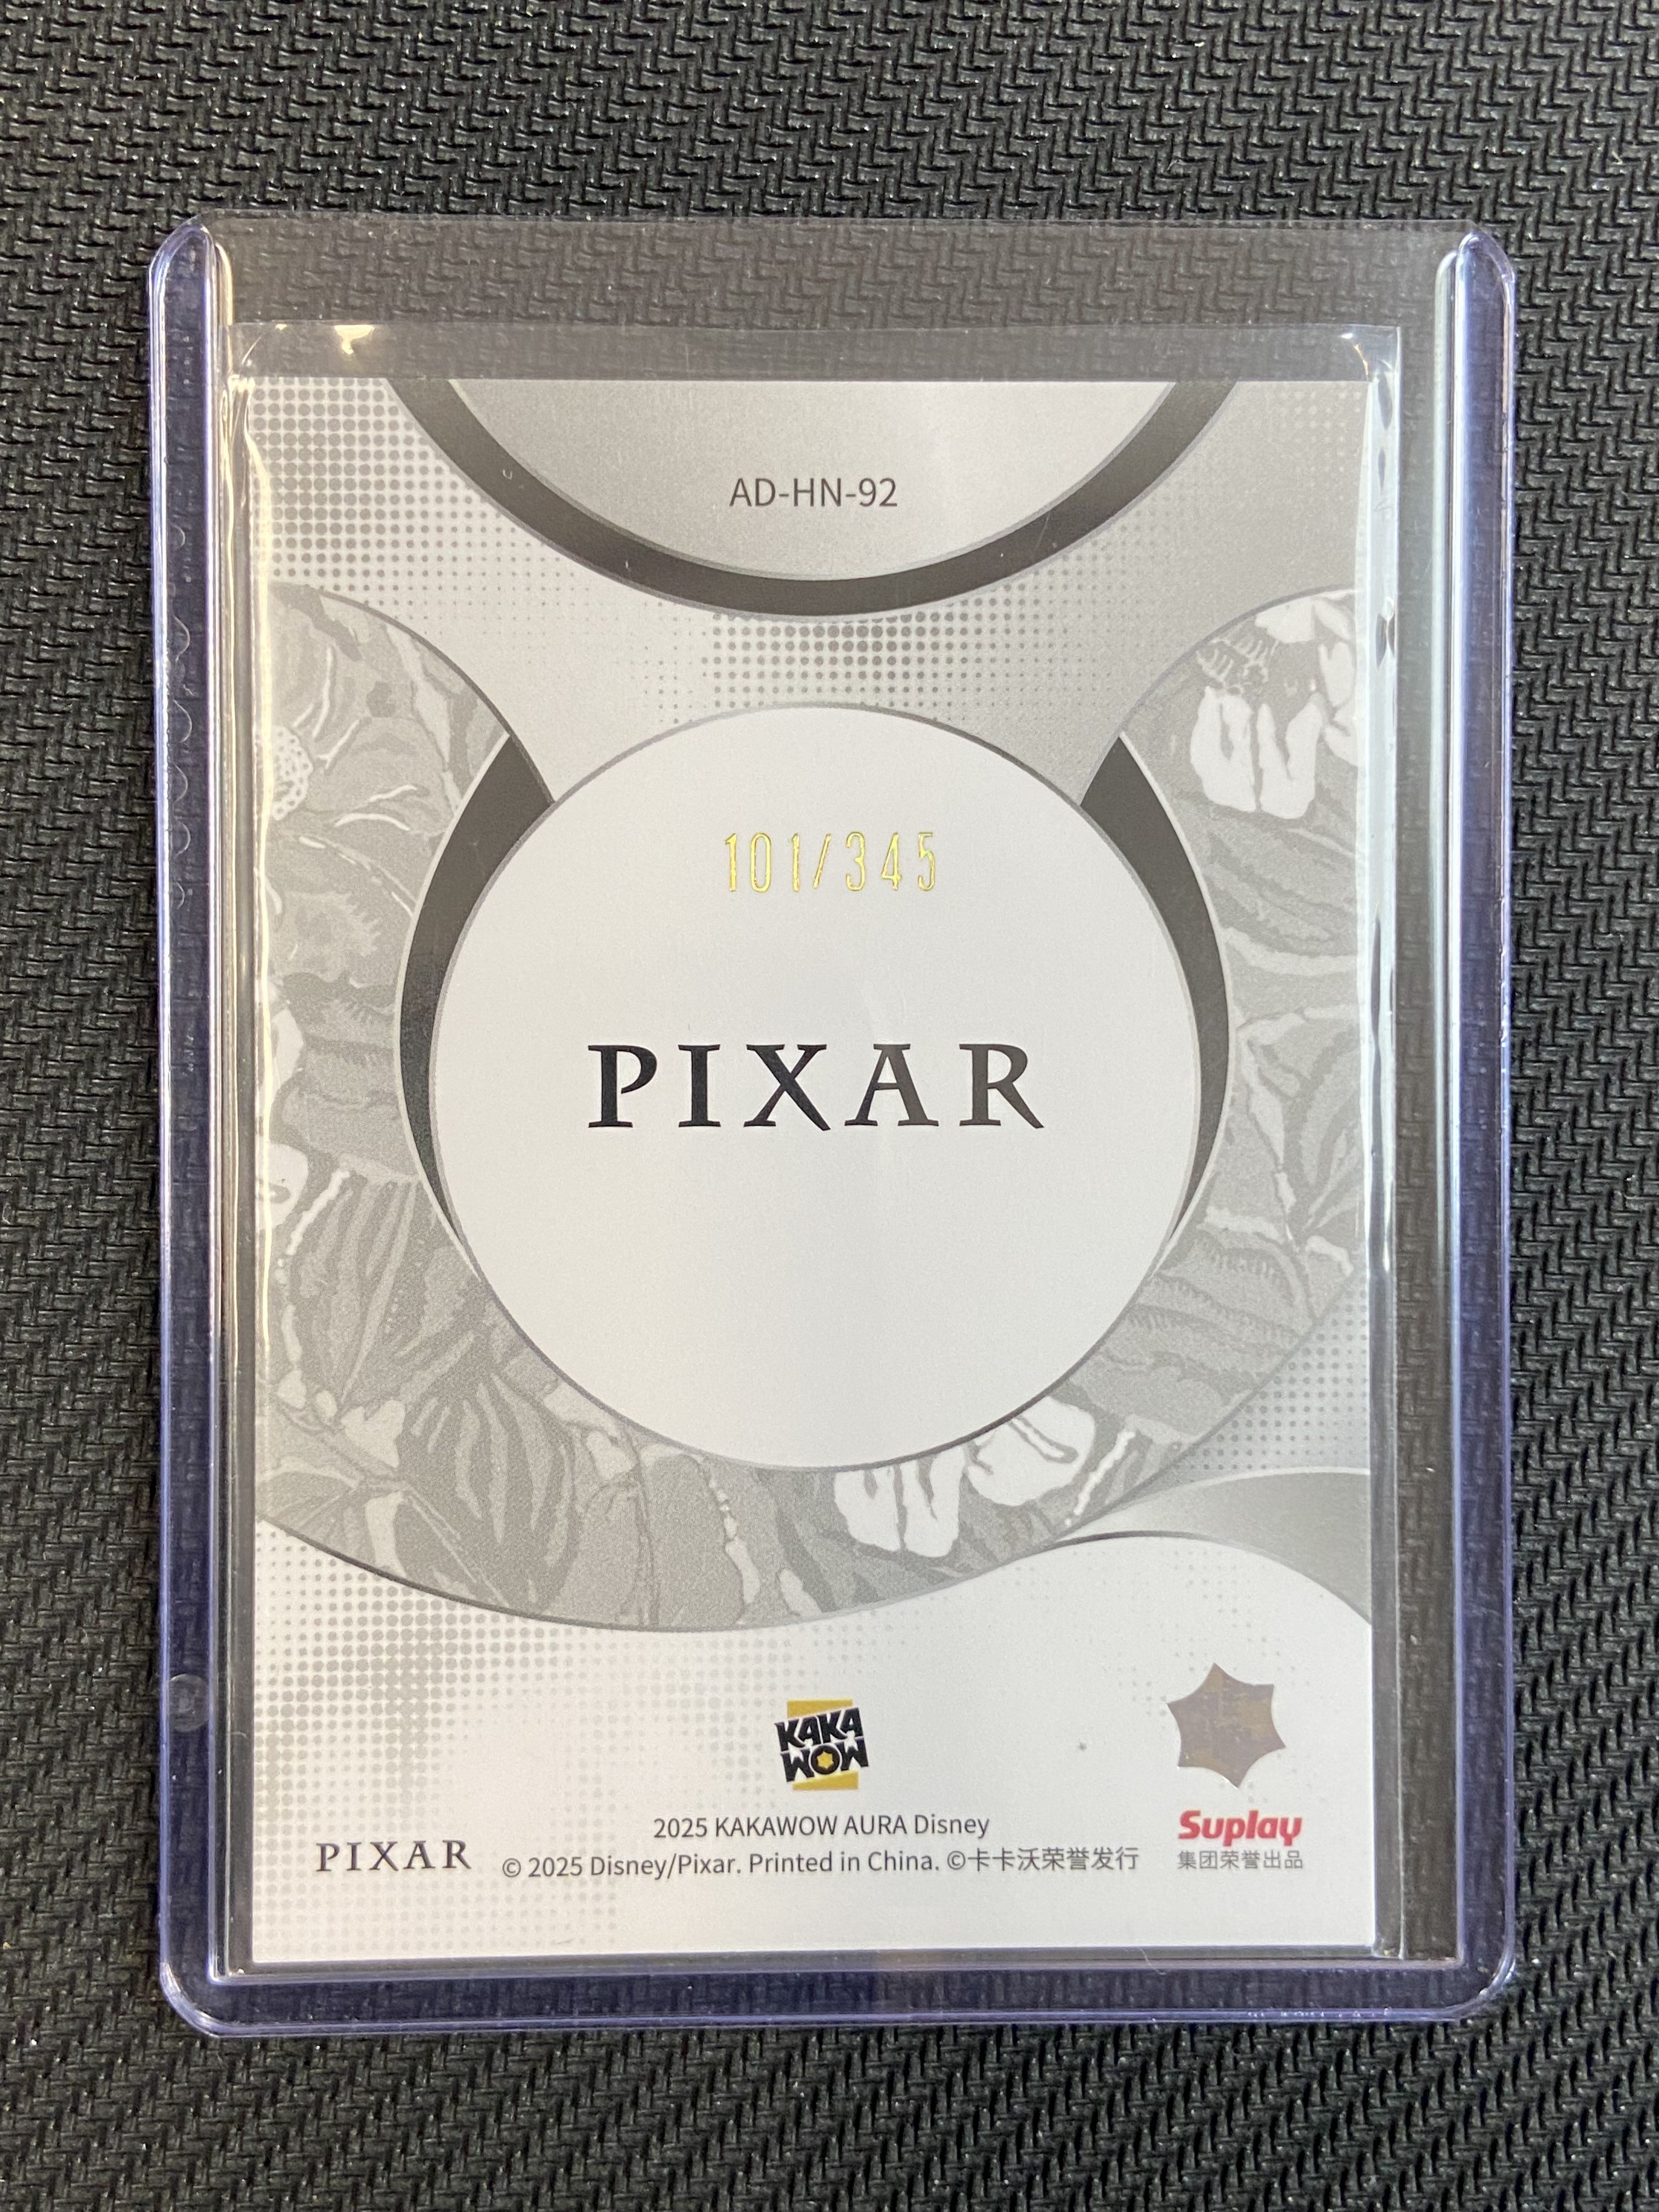 AD-HN-92
101/345
PIXAR
KAKA
WOW
2025 KAKAWOW AURA Disney
PIXAR
© 2025 Disney/Pixar. Printed in China. ©卡卡沃荣誉发行
Suplay
集团荣誉出品